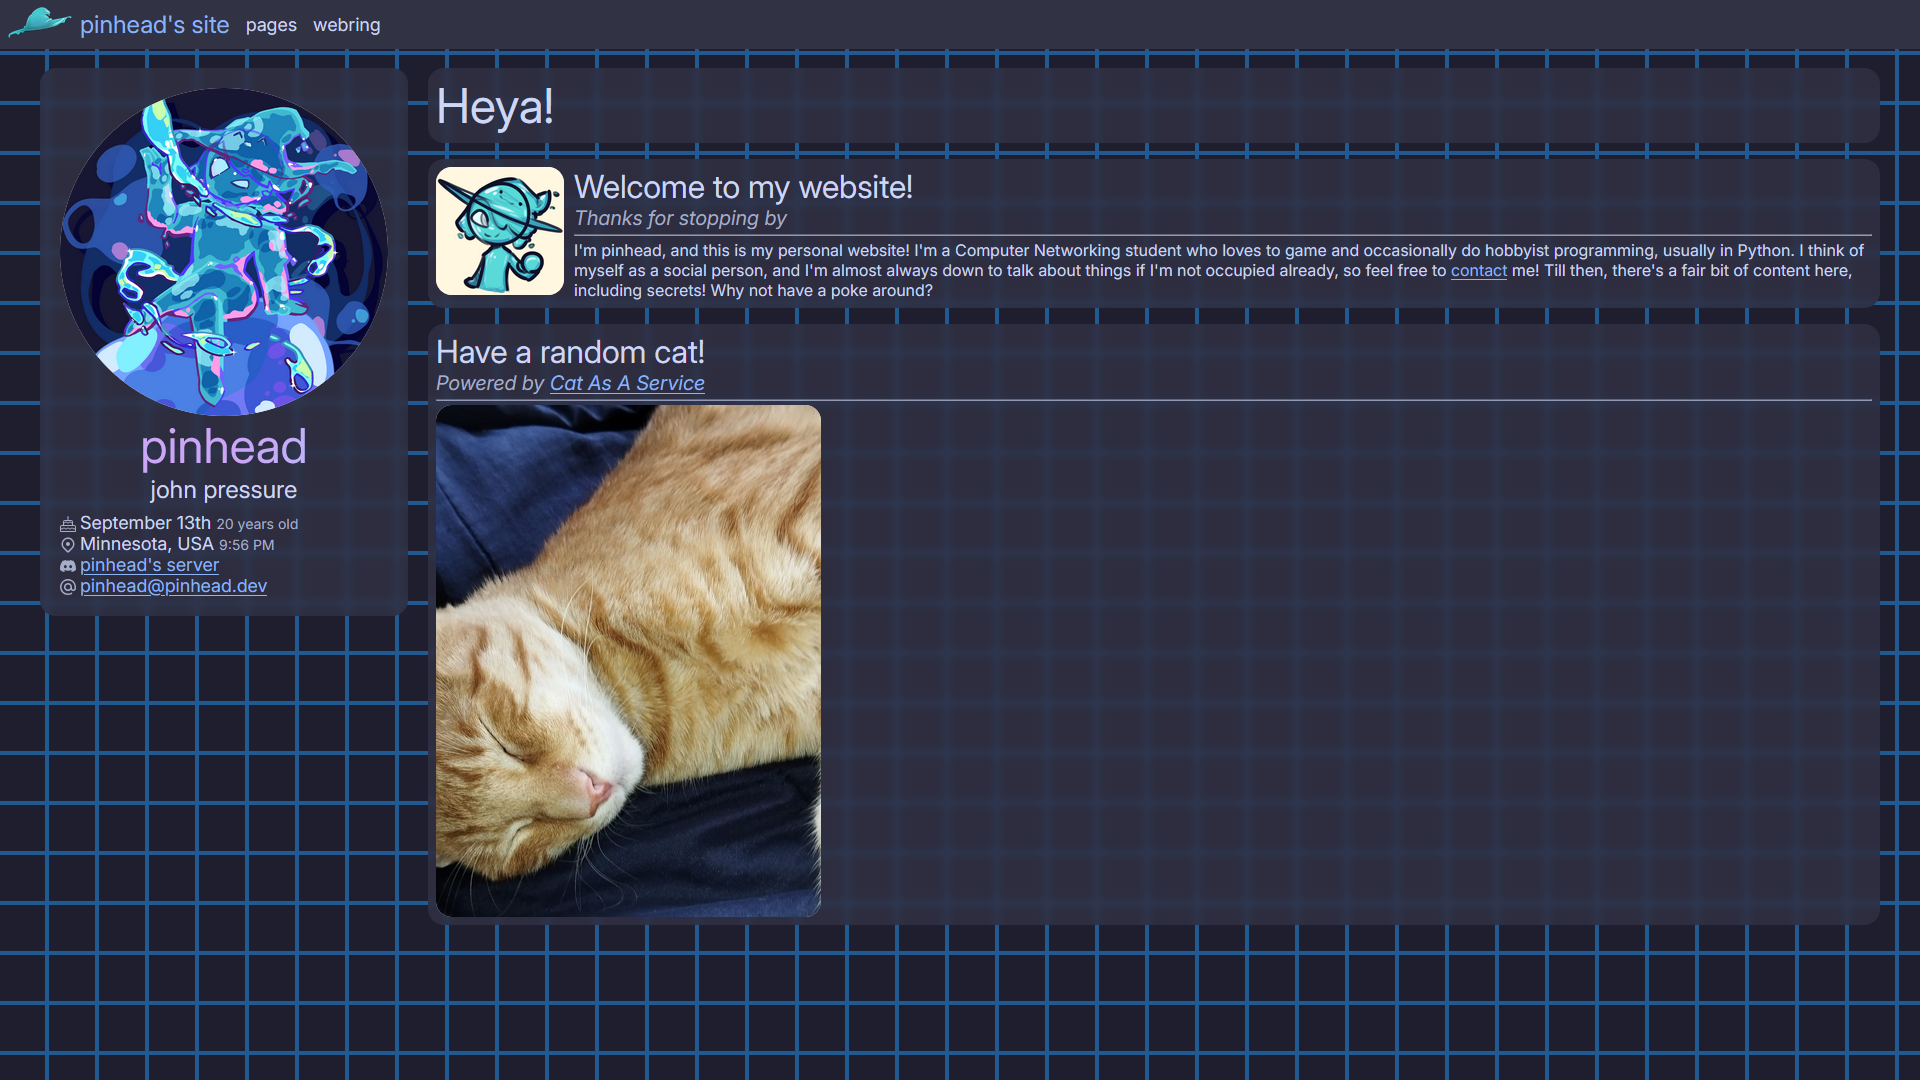 pinhead's site pages webring
pinhead
john pressure
September 13th 20 years old
Minnesota, USA 9:56 PM
pinhead's server
pinhead@pinhead.dev
Heya!
Welcome to my website!
Thanks for stopping by
I'm pinhead, and this is my personal website! I'm a Computer Networking student who loves to game and occasionally do hobbyist programming, usually in Python. I think of
myself as a social person, and I'm almost always down to talk about things if I'm not occupied already, so feel free to contact me! Till then, there's a fair bit of content here,
including secrets! Why not have a poke around?
Have a random cat!
Powered by Cat As A Service